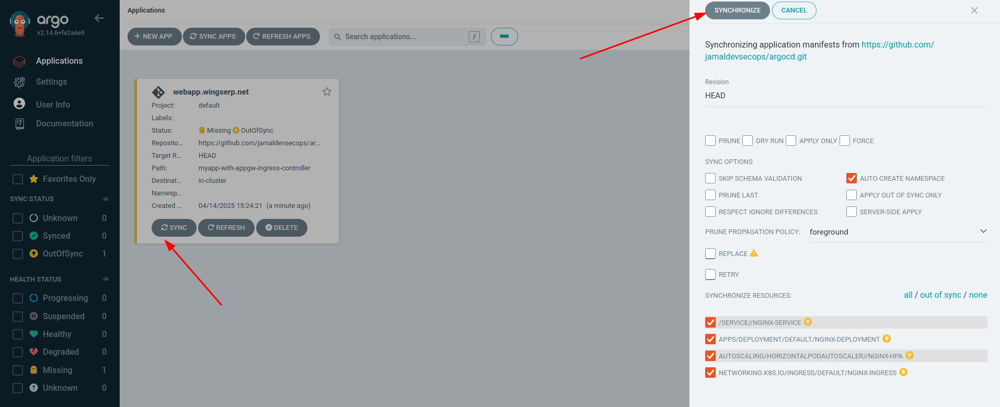 argo
v2.14.6+fe2a6e9
Applications
Settings
User Info
Documentation
Application filters
Favorites Only
SYNC STATUS
Unknown 0
Synced 0
OutOfSync 1
HEALTH STATUS
Progressing 0
Suspended 0
Healthy 0
Degraded 0
Missing 1
Unknown 0
Applications
NEW APP SYNC APPS REFRESH APPS Search applications... /
webapp.wingserp.net
Project: default
Labels:
Status: Missing OutOfSync
Reposito... https://github.com/jamaldevsecops/ar...
Target R... HEAD
Path: myapp-with-appgw-ingress-controller
Destinat... in-cluster
Namesp...
Created ... 04/14/2025 15:24:21 (a minute ago)
SYNC REFRESH DELETE
SYNCHRONIZE CANCEL
Synchronizing application manifests from https://github.com/
jamaldevsecops/argocd.git
Revision
HEAD
PRUNE DRY RUN APPLY ONLY FORCE
SYNC OPTIONS
SKIP SCHEMA VALIDATION AUTO-CREATE NAMESPACE
PRUNE LAST APPLY OUT OF SYNC ONLY
RESPECT IGNORE DIFFERENCES SERVER-SIDE APPLY
PRUNE PROPAGATION POLICY: foreground
REPLACE
RETRY
SYNCHRONIZE RESOURCES: all / out of sync / none
/SERVICE//NGINX-SERVICE
APPS/DEPLOYMENT/DEFAULT/NGINX-DEPLOYMENT
AUTOSCALING/HORIZONTALPODAUTOSCALER//NGINX-HPA
NETWORKING.K8S.IO/INGRESS/DEFAULT/NGINX-INGRESS